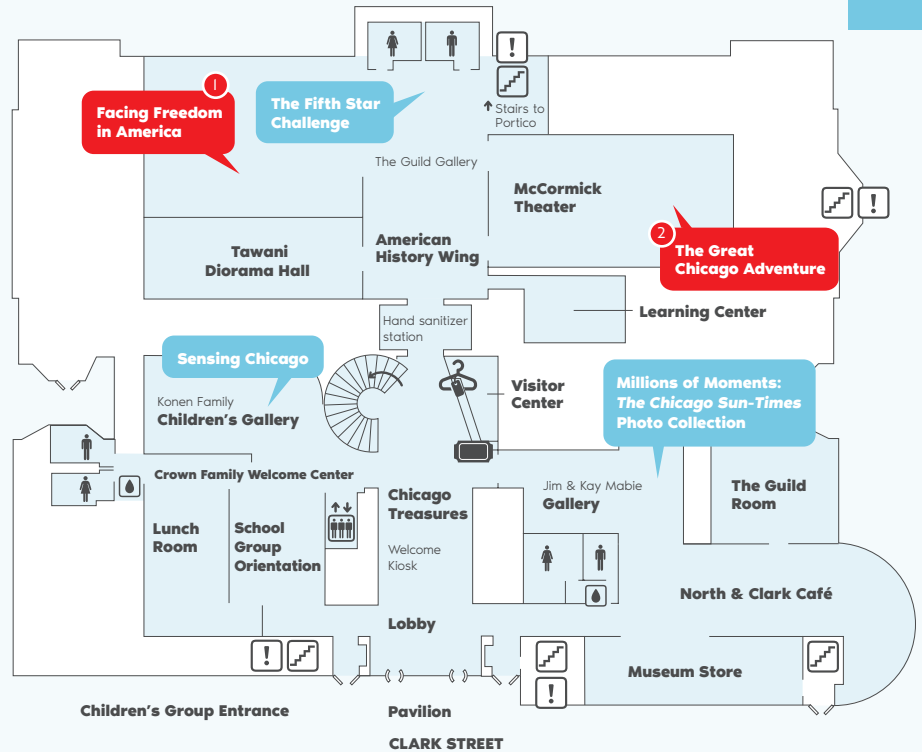 1
Facing Freedom
in America
The Fifth Star
Challenge
!
Stairs to
Portico
The Guild Gallery
McCormick
Theater
!
2
The Great
Chicago Adventure
Tawani
Diorama Hall
American
History Wing
Learning Center
Hand sanitizer
station
Sensing Chicago
Konen Family
Children's Gallery
Visitor
Center
Millions of Moments:
The Chicago Sun-Times
Photo Collection
Crown Family Welcome Center
Lunch
Room
School
Group
Orientation
Chicago
Treasures
Welcome
Kiosk
Jim & Kay Mabie
Gallery
The Guild
Room
North & Clark Café
Lobby
!
!
Museum Store
Children's Group Entrance
Pavilion
CLARK STREET